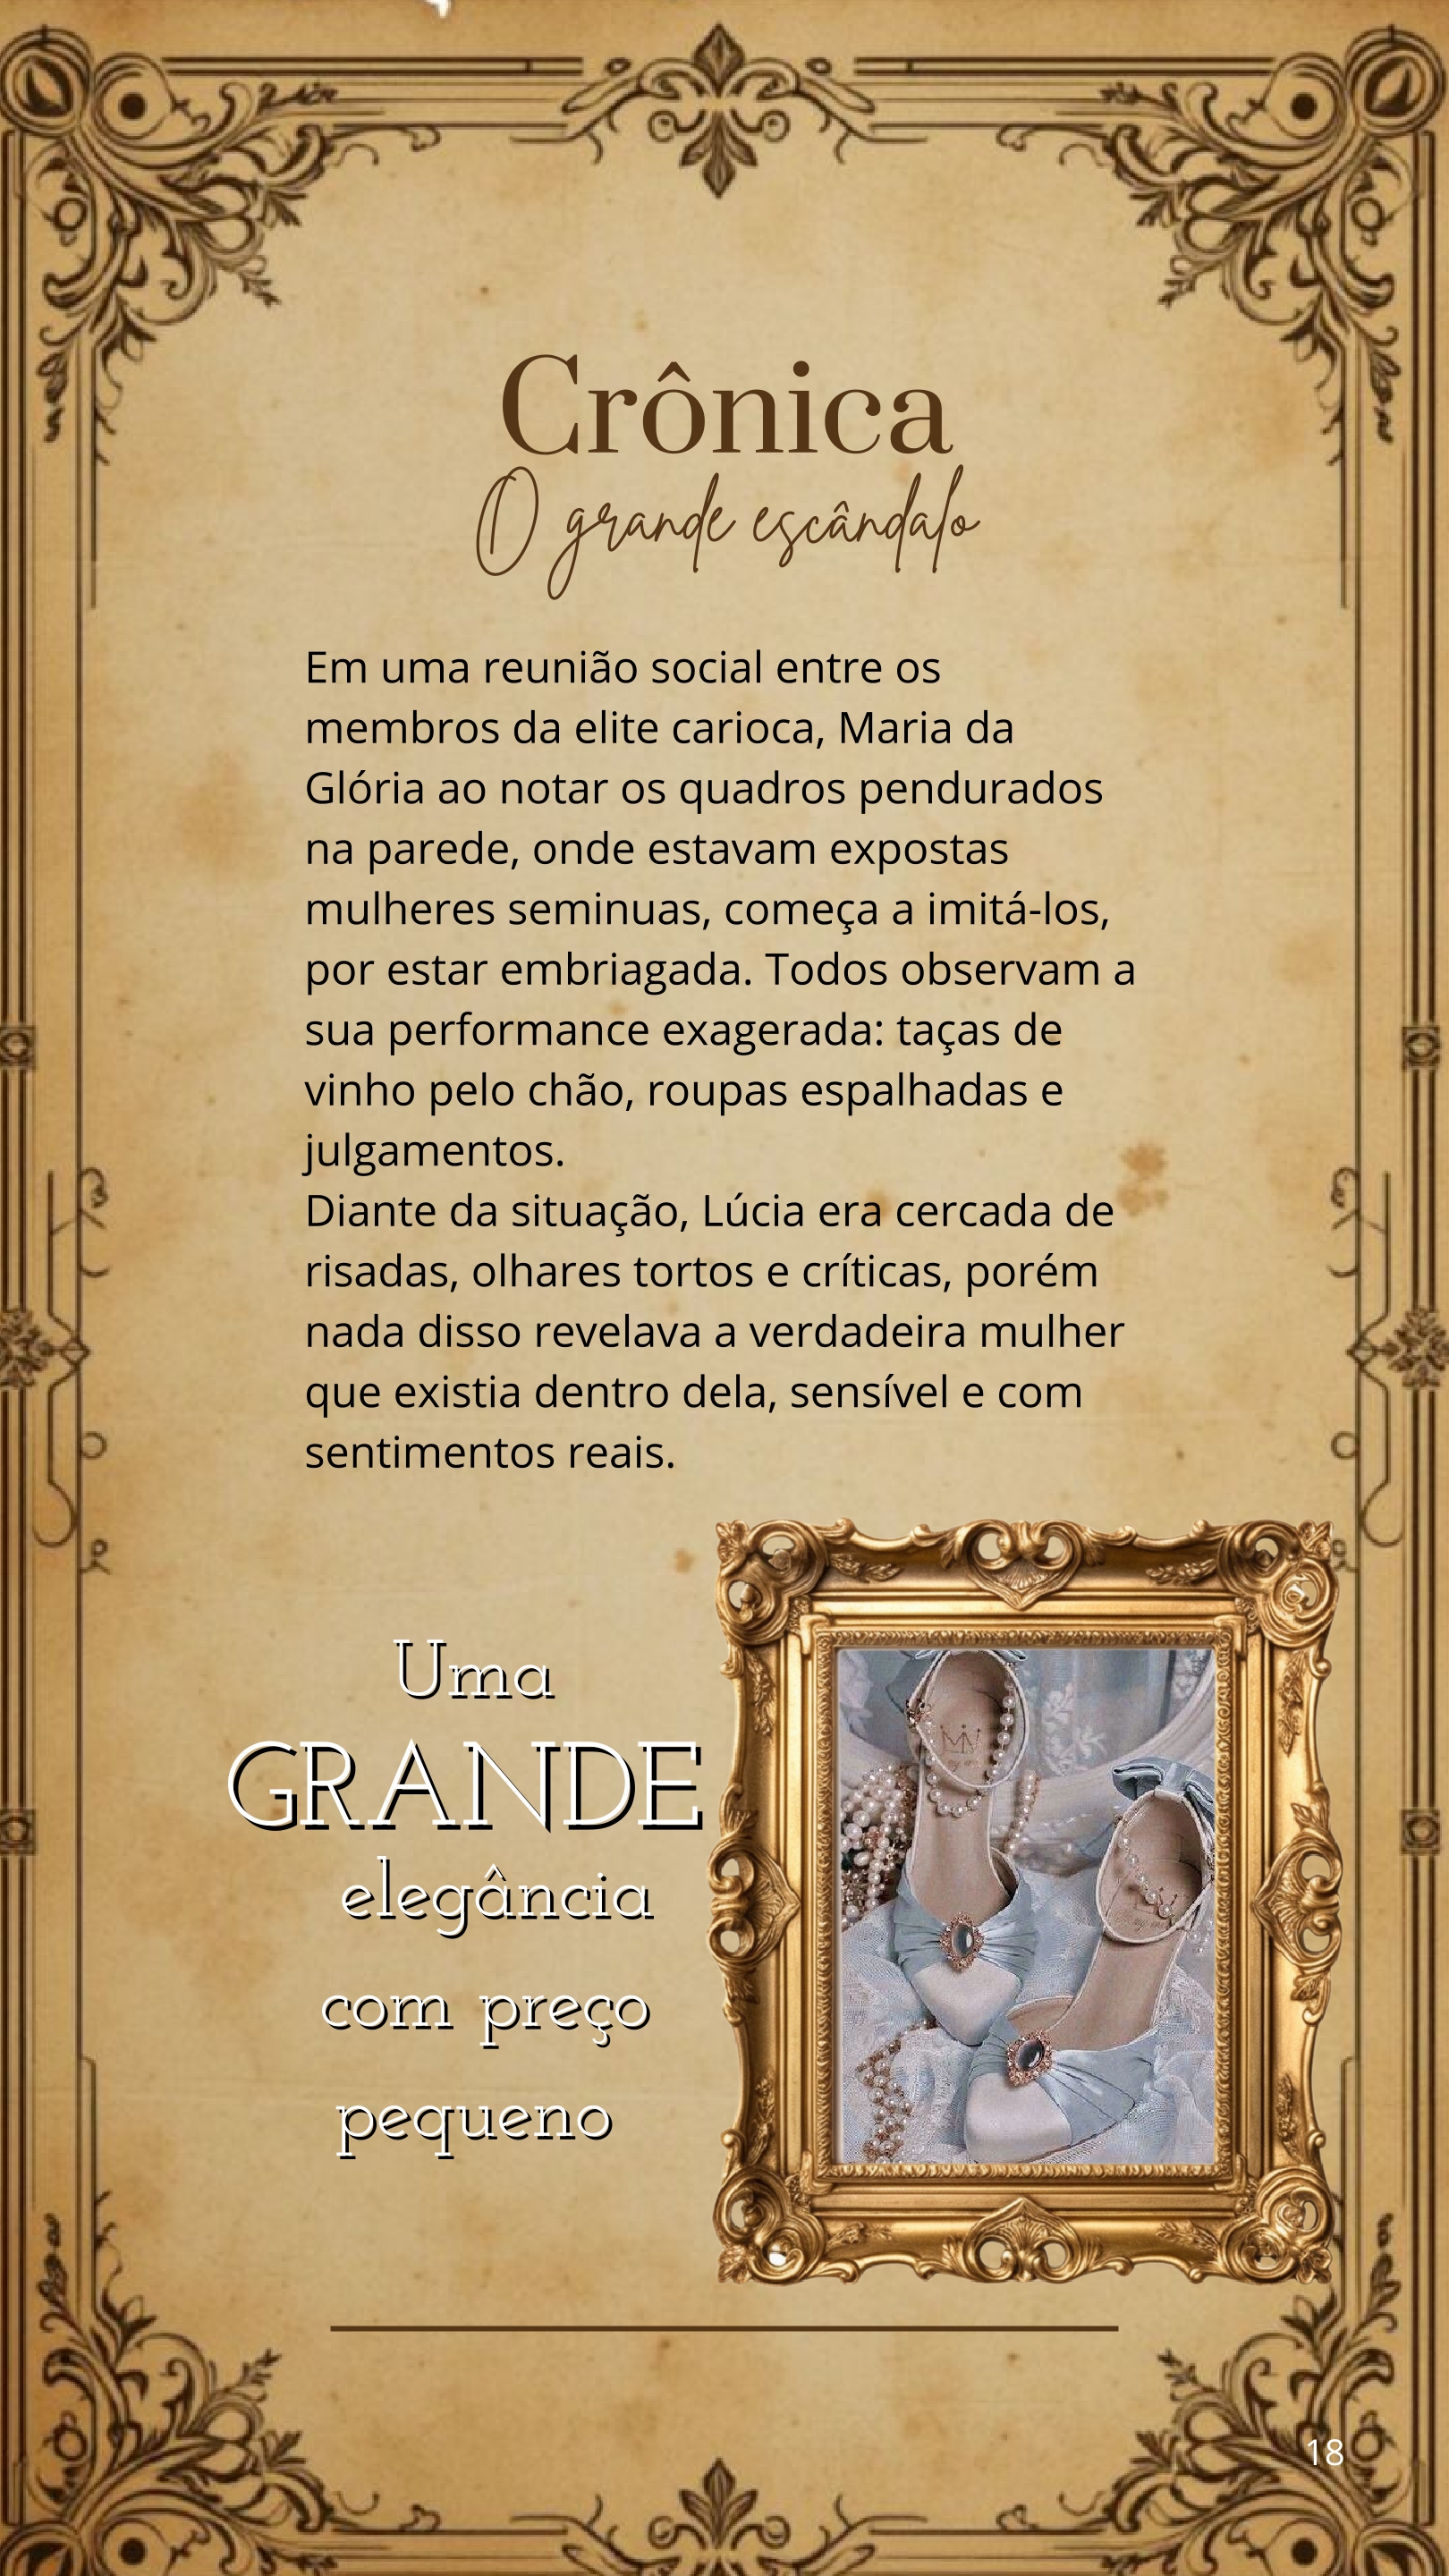 Crônica
O grande escândalo
Em uma reunião social entre os
membros da elite carioca, Maria da
Glória ao notar os quadros pendurados
na parede, onde estavam expostas
mulheres seminuas, começa a imitá-los,
por estar embriagada. Todos observam a
sua performance exagerada: taças de
vinho pelo chão, roupas espalhadas e
julgamentos.
Diante da situação, Lúcia era cercada de
risadas, olhares tortos e críticas, porém
nada disso revelava a verdadeira mulher
que existia dentro dela, sensível e com
sentimentos reais.
Uma
GRANDE
elegância
com preço
pequeno
18